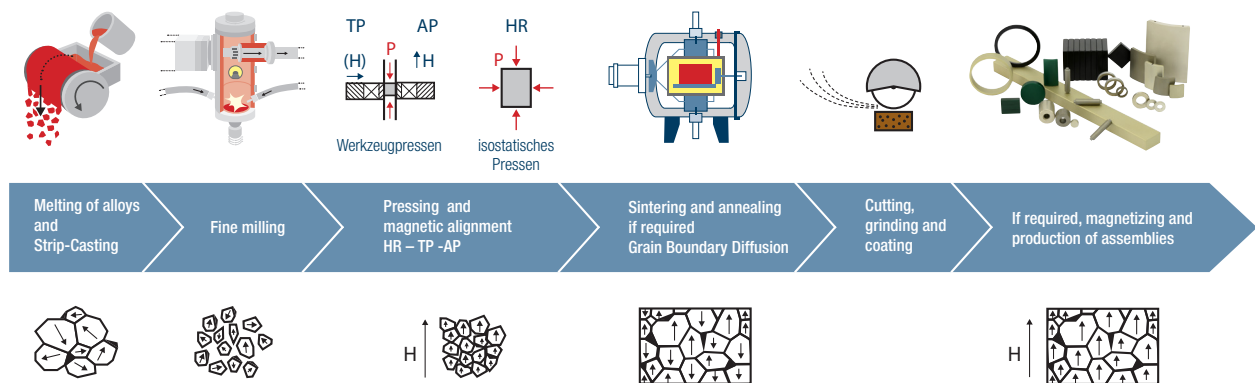 TP AP HR
P
(H) H P
Werkzeugpressen
isostatisches
Pressen
Melting of alloys
and
Strip-Casting
Fine milling
Pressing and
magnetic alignment
HR – TP -AP
Sintering and annealing
if required
Grain Boundary Diffusion
Cutting,
grinding and
coating
If required, magnetizing and
production of assemblies
H
H